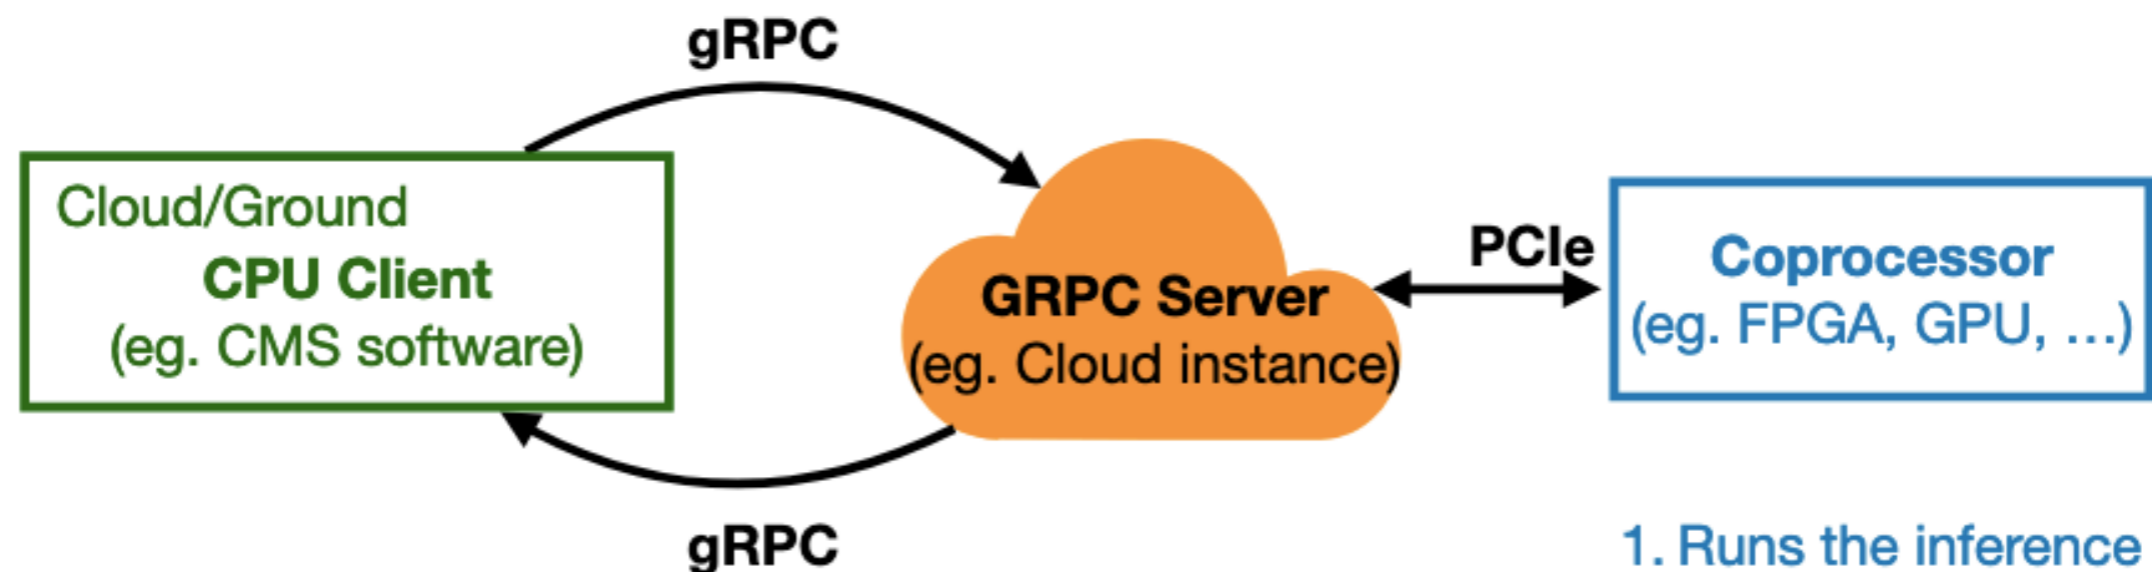 gRPC
Cloud/Ground
CPU Client
(eg. CMS software)
GRPC Server
(eg. Cloud instance)
PCIe
Coprocessor
(eg. FPGA, GPU, ...)
gRPC
1. Runs the inference